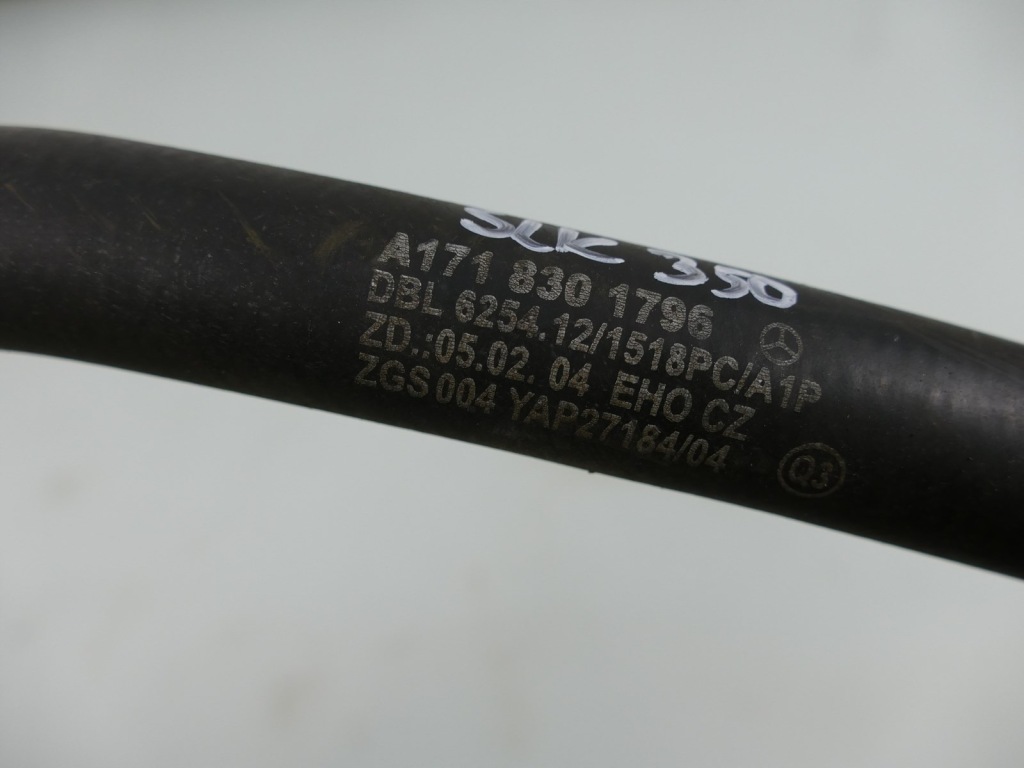 SLK 350
A171 830 1796
DBL 6254.12/1518PC/A1P
ZD.:05.02. 04 EHO CZ
ZGS 004 YAP27184/04
Q3